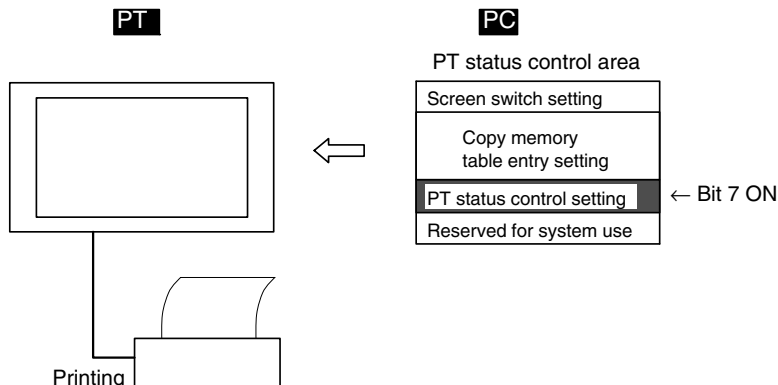 PT
PC
PT status control area
Screen switch setting
Copy memory
table entry setting
PT status control setting
← Bit 7 ON
Reserved for system use
Printing